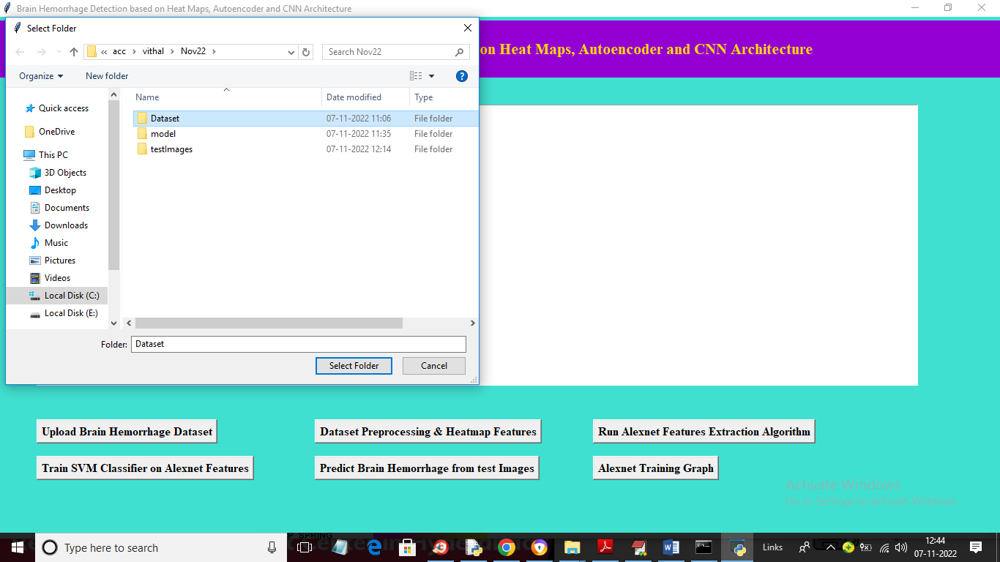 Brain Hemorrhage Detection based on Heat Maps, Autoencoder and CNN Architecture
Select Folder
on Heat Maps, Autoencoder and CNN Architecture
« acc > vithal > Nov22 >
Search Nov22
Organize
New folder
Name
Date modified
Type
Quick access
OneDrive
This PC
3D Objects
Desktop
Documents
Downloads
Music
Pictures
Videos
Local Disk (C:)
Local Disk (E:)
Dataset 07-11-2022 11:06 File folder
model 07-11-2022 11:35 File folder
testImages 07-11-2022 12:14 File folder
Folder: Dataset
Select Folder
Cancel
Upload Brain Hemorrhage Dataset
Dataset Preprocessing & Heatmap Features
Run Alexnet Features Extraction Algorithm
Train SVM Classifier on Alexnet Features
Predict Brain Hemorrhage from test Images
Alexnet Training Graph
Activate Windows
Go to Settings to activate Windows.
Type here to search
Links
12:44
07-11-2022